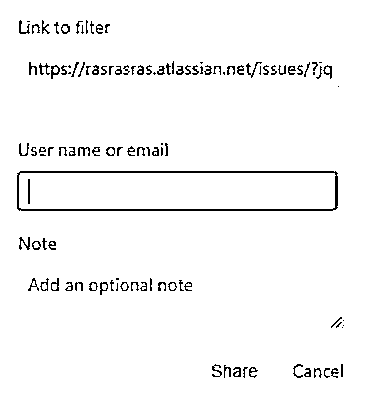 Link to filter
https://rasrasras.atlassian.net/issues/?jq
User name or email
Note
Add an optional note
Share Cancel